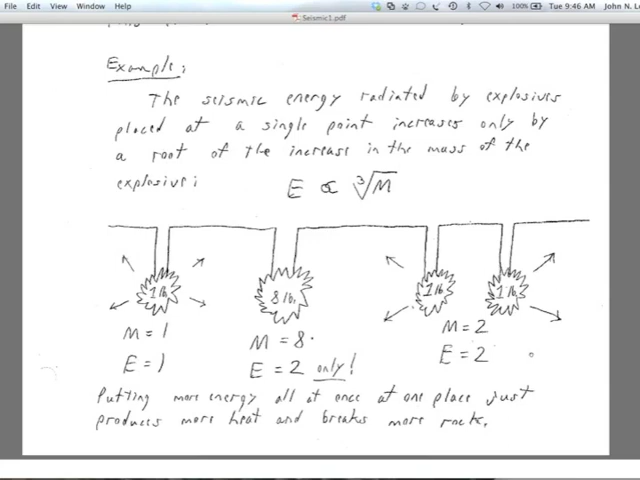 File Edit View Window Help 100% Tue 9:46 AM John N. L
Seismic1.pdf
Example:
The seismic energy radiated by explosives
placed at a single point increases only by
a root of the increase in the mass of the
explosive:
E ∝ ∛M
1 lb. 8 lb. 1 lb. 1 lb.
M = 1 M = 8. M = 2
E = 1 E = 2 only! E = 2
Putting more energy all at once at one place just
produces more heat and breaks more rock.